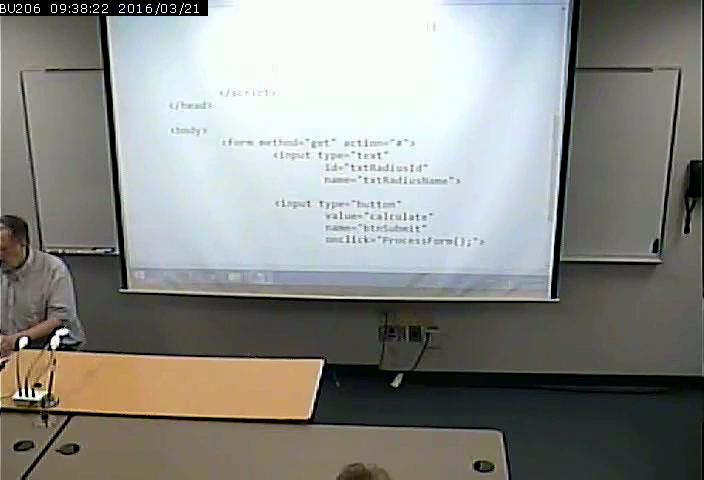 BU206 09:38:22 2016/03/21
</script>
</head>
<body>
<form method="get" action="#">
<input type="text"
id="txtRadiusId"
name="txtRadiusName">
<input type="button"
value="calculate"
name="btnSubmit"
onclick="ProcessForm();">